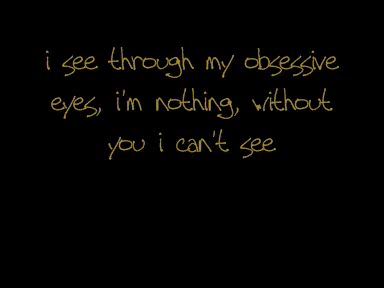 i see through my obsessive
eyes, i'm nothing, without
you i can't see